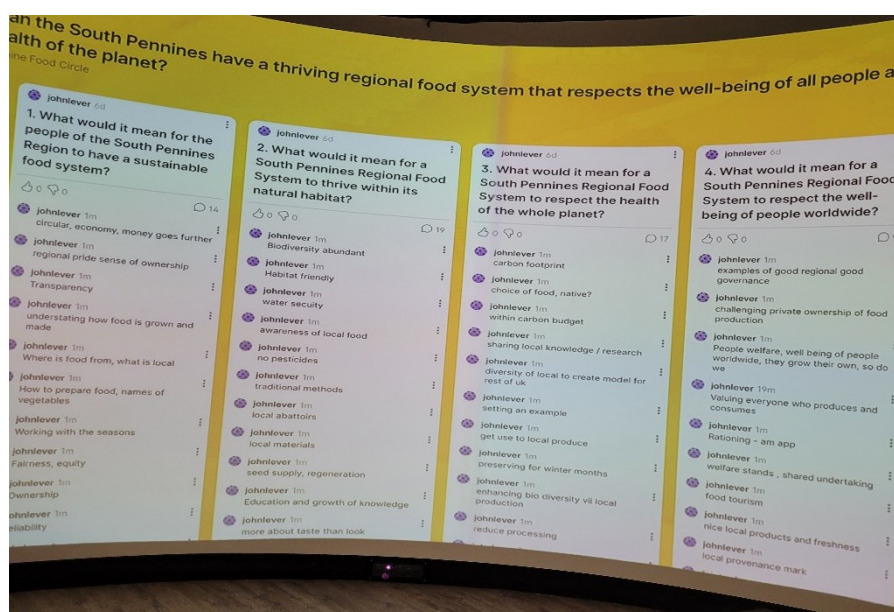 an the South Pennines have a thriving regional food system that respects the well-being of all people a
alth of the planet?
ine Food Circle
johnlever 6d
1. What would it mean for the
people of the South Pennines
Region to have a sustainable
food system?
0 0
14
johnlever 1m
circular, economy, money goes further
johnlever 1m
regional pride sense of ownership
johnlever 1m
Transparency
johnlever 1m
understating how food is grown and
made
johnlever 1m
Where is food from, what is local
johnlever 1m
How to prepare food, names of
vegetables
johnlever 1m
Working with the seasons
johnlever 1m
Fairness, equity
johnlever 1m
Ownership
ohnlever 1m
eliability
johnlever 6d
2. What would it mean for a
South Pennines Regional Food
System to thrive within its
natural habitat?
0 0
19
johnlever 1m
Biodiversity abundant
johnlever 1m
Habitat friendly
johnlever 1m
water secuity
johnlever 1m
awareness of local food
johnlever 1m
no pesticides
johnlever 1m
traditional methods
johnlever 1m
local abattoirs
johnlever 1m
local materials
johnlever 1m
seed supply, regeneration
johnlever 1m
Education and growth of knowledge
johnlever 1m
more about taste than look
johnlever 6d
3. What would it mean for a
South Pennines Regional Food
System to respect the health
of the whole planet?
0 0
17
johnlever 1m
carbon footprint
johnlever 1m
choice of food, native?
johnlever 1m
within carbon budget
johnlever 1m
sharing local knowledge / research
johnlever 1m
diversity of local to create model for
rest of uk
johnlever 1m
setting an example
johnlever 1m
get use to local produce
johnlever 1m
preserving for winter months
johnlever 1m
enhancing bio diversity vii local
production
johnlever 1m
reduce processing
johnlever 6d
4. What would it mean for a
South Pennines Regional Food
System to respect the well-
being of people worldwide?
0 0
johnlever 1m
examples of good regional good
governance
johnlever 1m
challenging private ownership of food
production
johnlever 1m
People welfare, well being of people
worldwide, they grow their own, so do
we
johnlever 19m
Valuing everyone who produces and
consumes
johnlever 1m
Rationing - am app
johnlever 1m
welfare stands , shared undertaking
johnlever 1m
food tourism
johnlever 1m
nice local products and freshness
johnlever 1m
local provenance mark